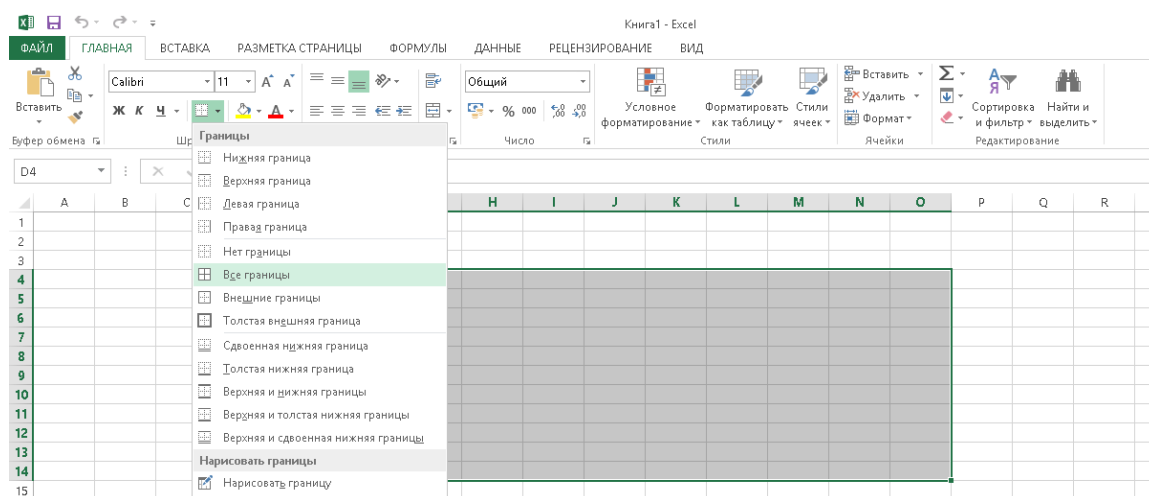 Книга1 - Excel
ФАЙЛ ГЛАВНАЯ ВСТАВКА РАЗМЕТКА СТРАНИЦЫ ФОРМУЛЫ ДАННЫЕ РЕЦЕНЗИРОВАНИЕ ВИД
Вставить
Буфер обмена
Calibri 11
Ж К Ч
Общий
% 000
Число
Условное форматирование
Форматировать как таблицу
Стили ячеек
Стили
Вставить
Удалить
Формат
Ячейки
Сортировка и фильтр
Найти и выделить
Редактирование
D4
A B C H I J K L M N O P Q R
1
2
3
4
5
6
7
8
9
10
11
12
13
14
15
Границы
Нижняя граница
Верхняя граница
Левая граница
Правая граница
Нет границы
Все границы
Внешние границы
Толстая внешняя граница
Сдвоенная нижняя граница
Толстая нижняя граница
Верхняя и нижняя границы
Верхняя и толстая нижняя границы
Верхняя и сдвоенная нижняя границы
Нарисовать границы
Нарисовать границу